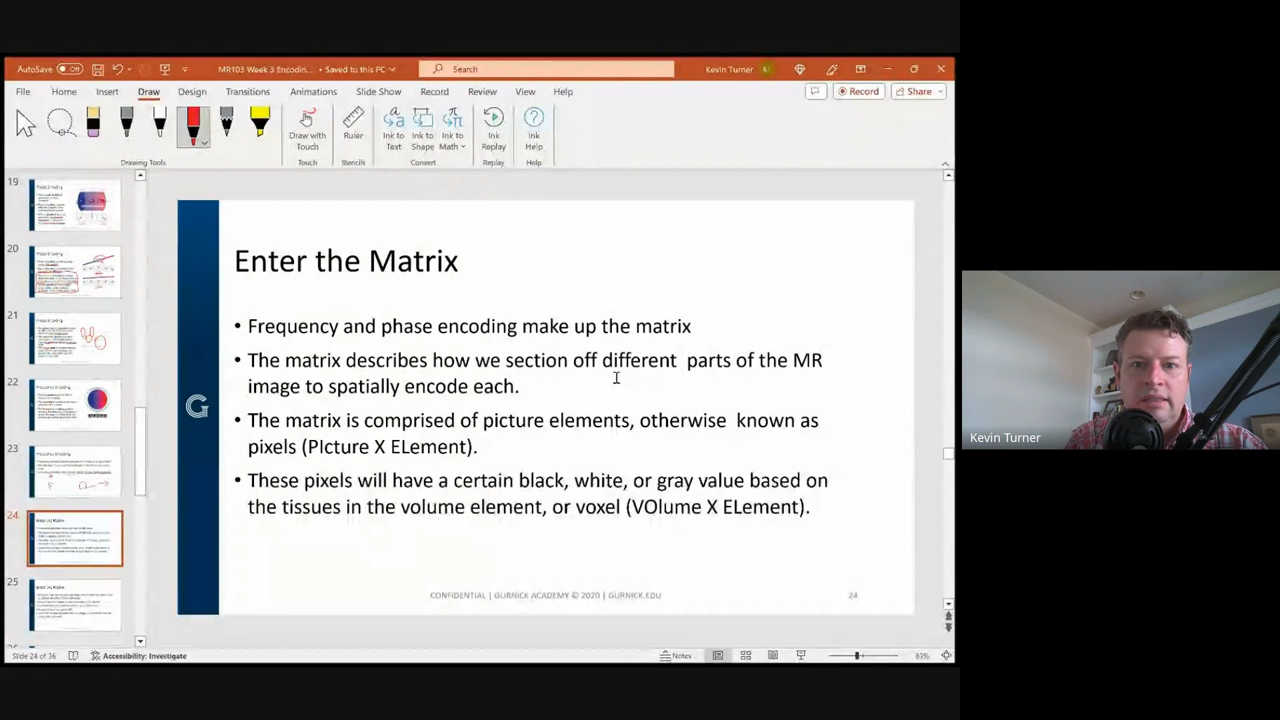 AutoSave Off
MR103 Week 3 Encodin... • Saved to this PC
Search
Kevin Turner KT
File Home Insert Draw Design Transitions Animations Slide Show Record Review View Help
Record
Share
Draw with Touch
Ruler
Ink to Text
Ink to Shape
Ink to Math
Ink Replay
Ink Help
Drawing Tools
Touch
Stencils
Convert
Replay
Help
19
20
21
22
23
24
25
Enter the Matrix
• Frequency and phase encoding make up the matrix
• The matrix describes how we section off different parts of the MR
image to spatially encode each.
• The matrix is comprised of picture elements, otherwise known as
pixels (PIcture X ELement).
• These pixels will have a certain black, white, or gray value based on
the tissues in the volume element, or voxel (VOlume X ELement).
G
CONFIDENTIAL | GURNICK ACADEMY © 2020 | GURNICK.EDU
24
Kevin Turner
Slide 24 of 36
Accessibility: Investigate
Notes
83%